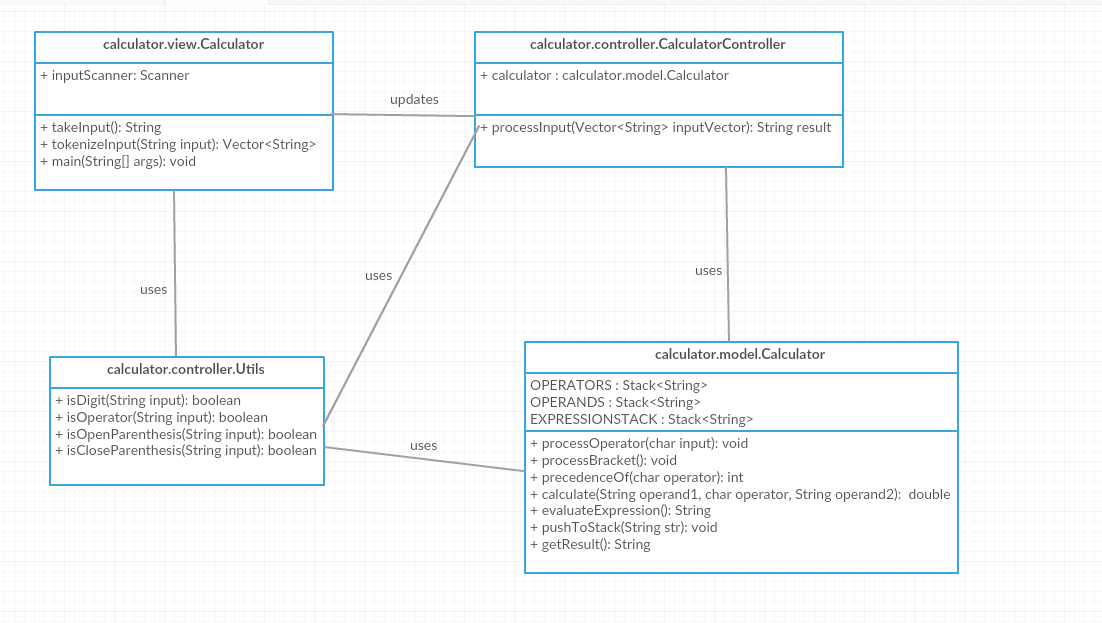 calculator.view.Calculator
+ inputScanner: Scanner
+ takeInput(): String
+ tokenizeInput(String input): Vector<String>
+ main(String[] args): void
updates
calculator.controller.CalculatorController
+ calculator : calculator.model.Calculator
+ processInput(Vector<String> inputVector): String result
uses
uses
uses
calculator.controller.Utils
+ isDigit(String input): boolean
+ isOperator(String input): boolean
+ isOpenParenthesis(String input): boolean
+ isCloseParenthesis(String input): boolean
uses
calculator.model.Calculator
OPERATORS : Stack<String>
OPERANDS : Stack<String>
EXPRESSIONSTACK : Stack<String>
+ processOperator(char input): void
+ processBracket(): void
+ precedenceOf(char operator): int
+ calculate(String operand1, char operator, String operand2):  double
+ evaluateExpression(): String
+ pushToStack(String str): void
+ getResult(): String